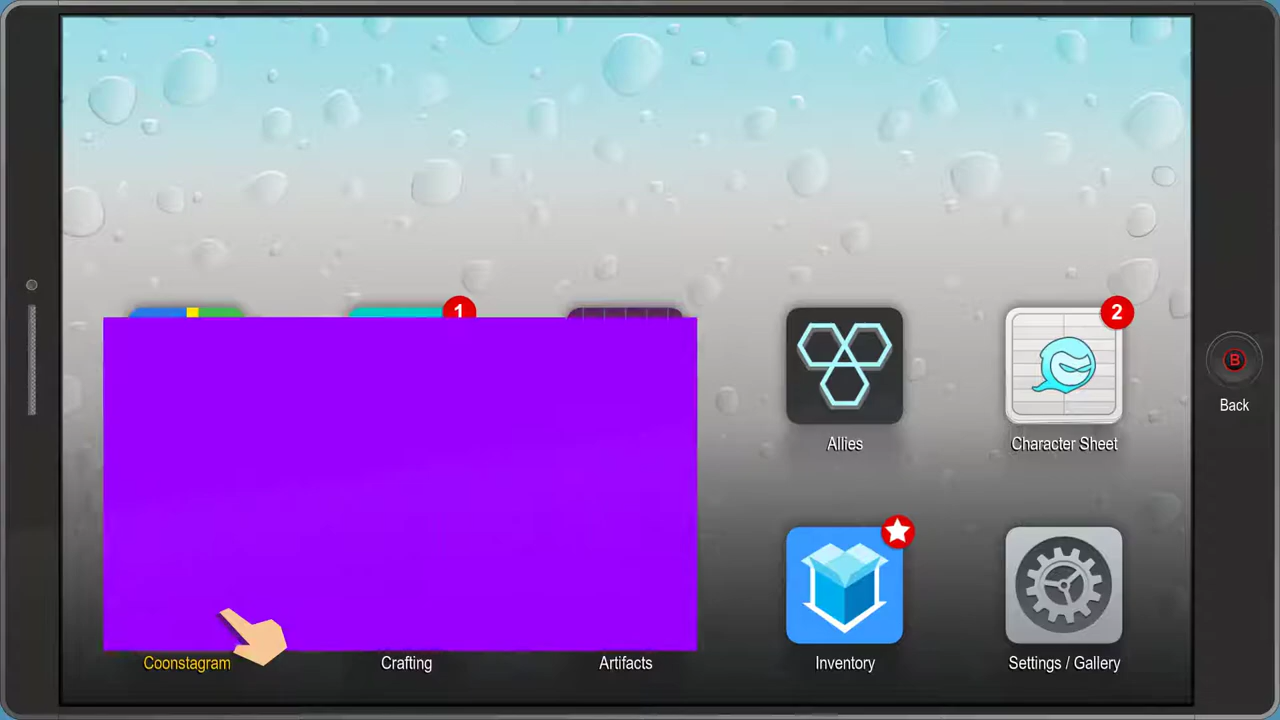 1
2
B
Back
Allies
Character Sheet
Coonstagram
Crafting
Artifacts
Inventory
Settings / Gallery